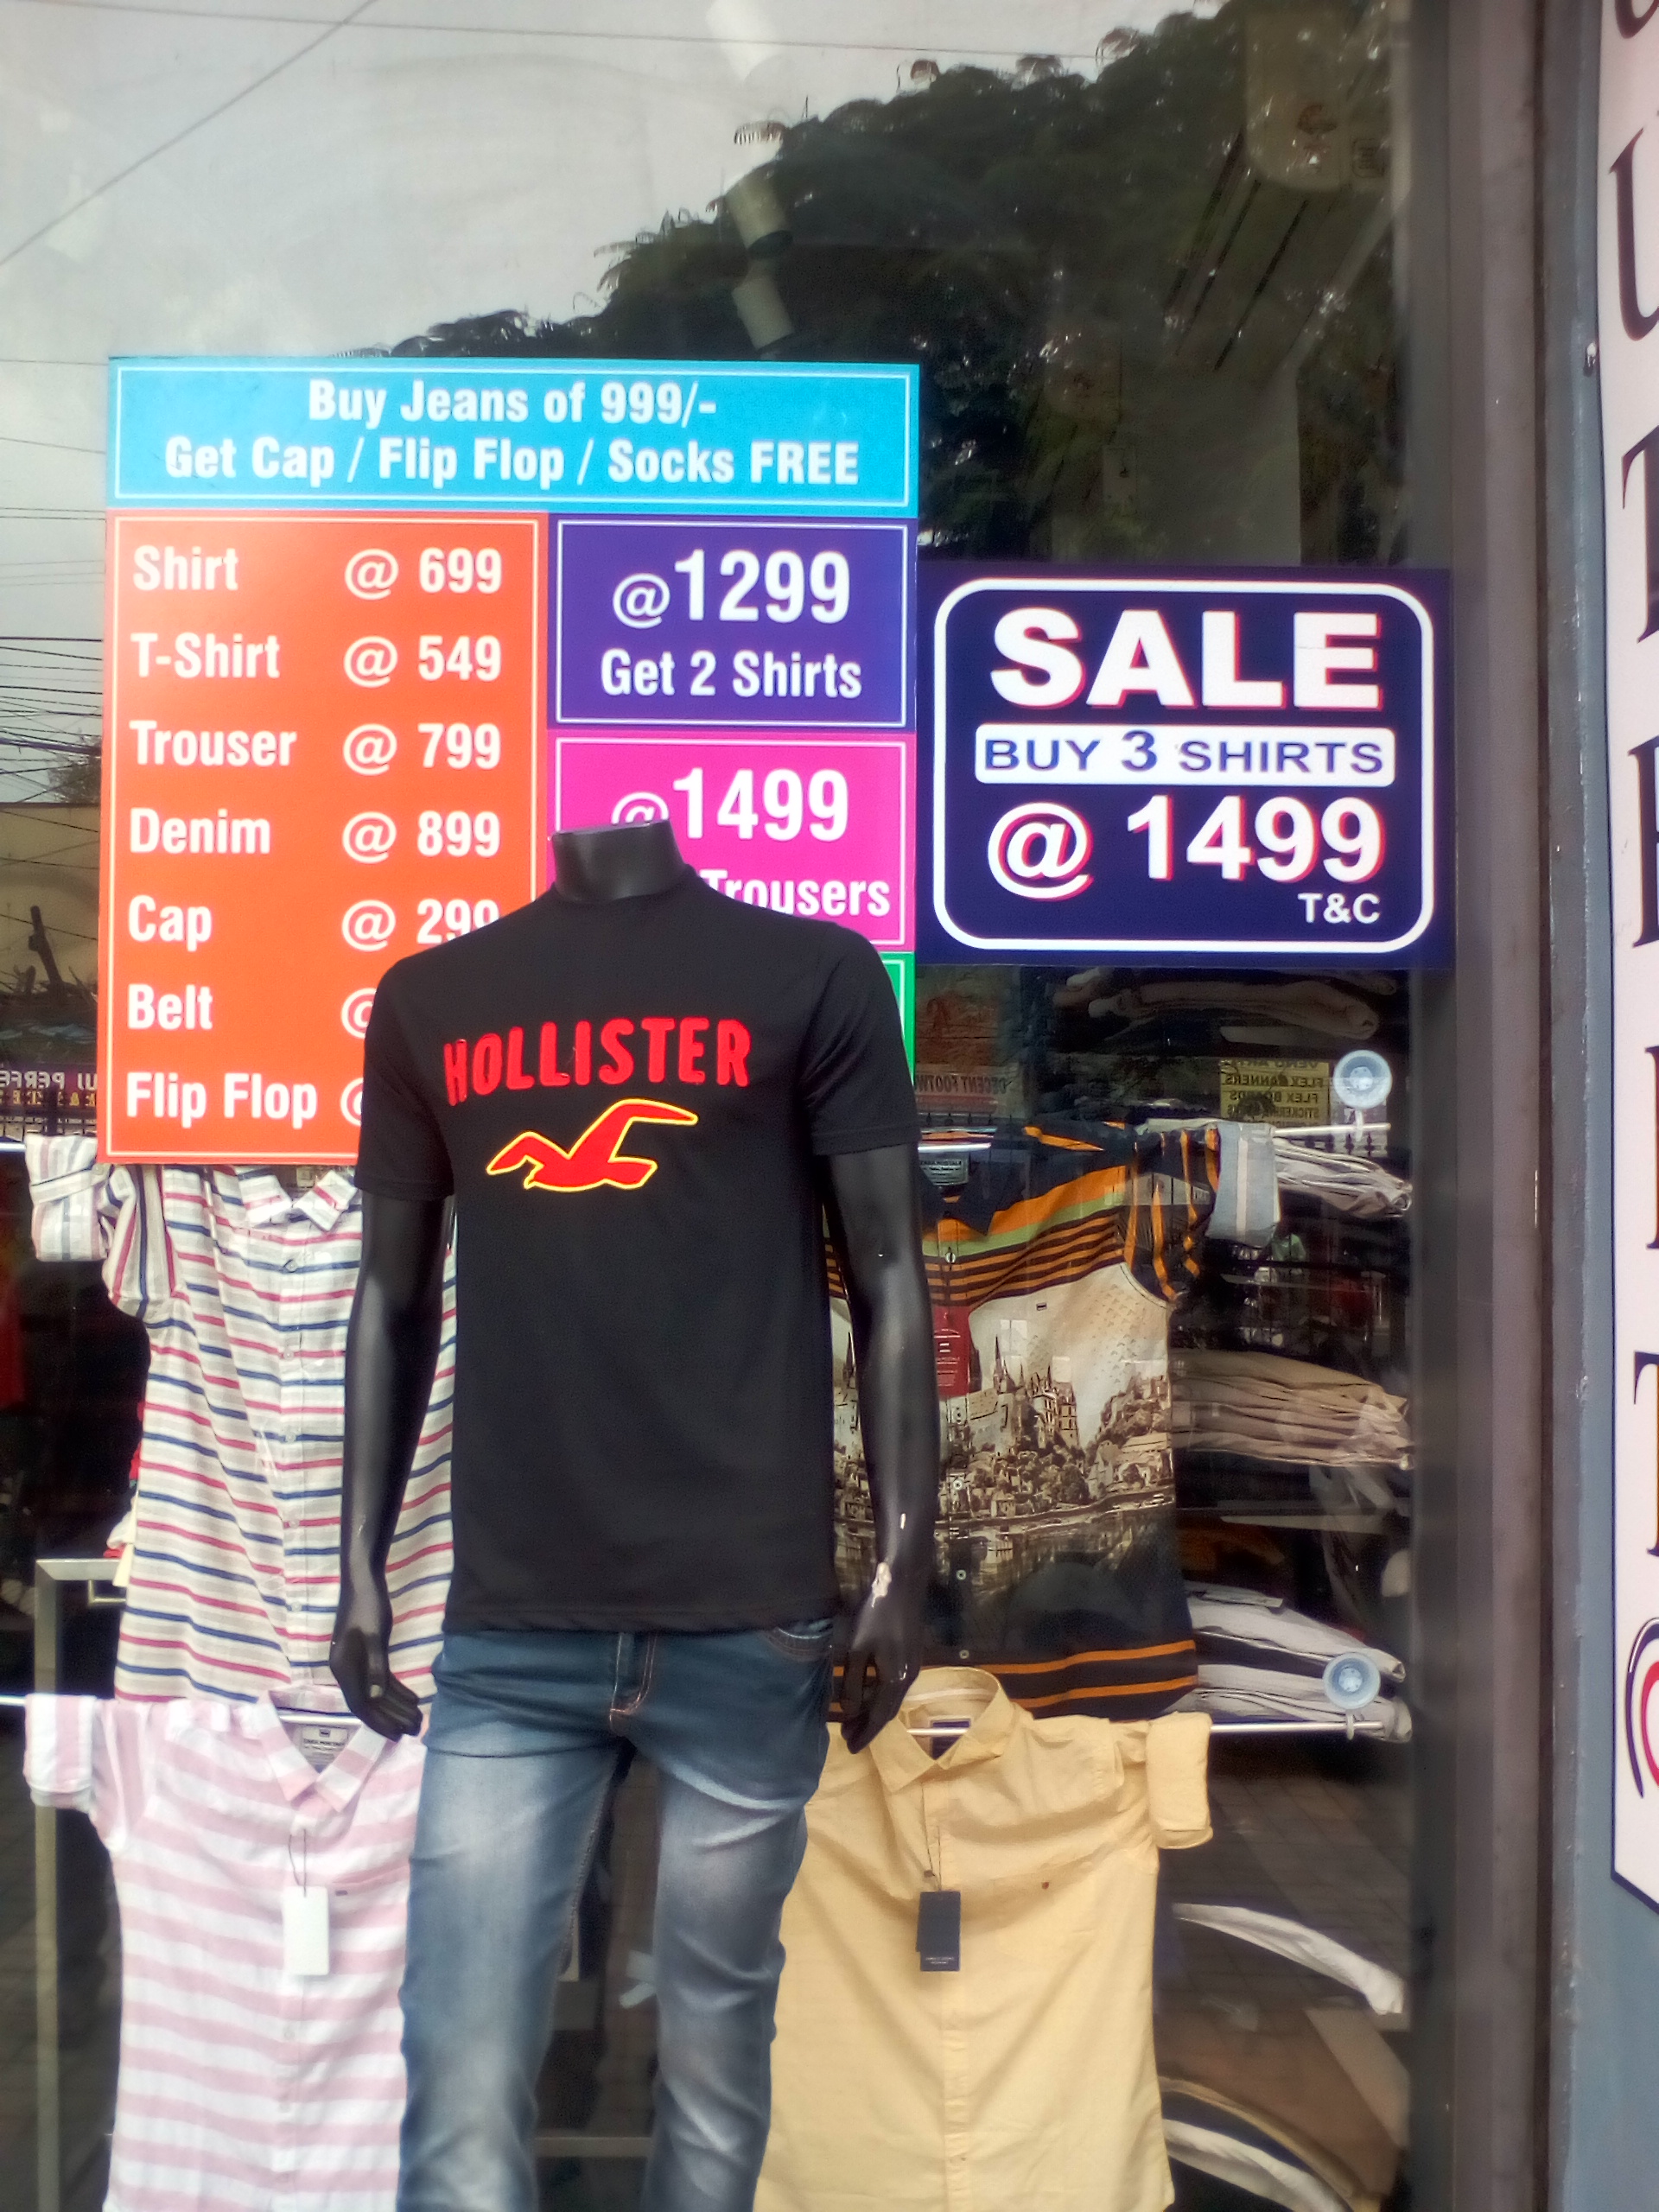 Buy Jeans of 999/-
Get Cap / Flip Flop / Socks FREE
Shirt @ 699
T-Shirt @ 549
Trouser @ 799
Denim @ 899
Cap @ 299
Belt @
Flip Flop @
@1299
Get 2 Shirts
@1499
Trousers
SALE
BUY 3 SHIRTS
@ 1499
T&C
HOLLISTER